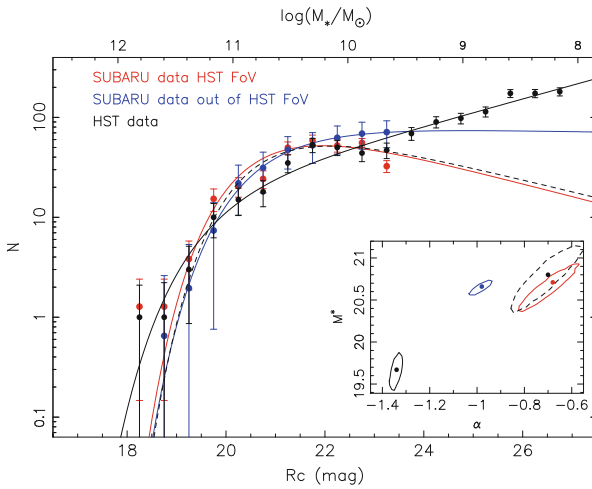 log(M*/M☉)
12 11 10 9 8
SUBARU data HST FoV
SUBARU data out of HST FoV
HST data
N
100
10
1
0.1
18 20 22 24 26
Rc (mag)
M*
21
20.5
20
19.5
−1.4 −1.2 −1 −0.8 −0.6
α